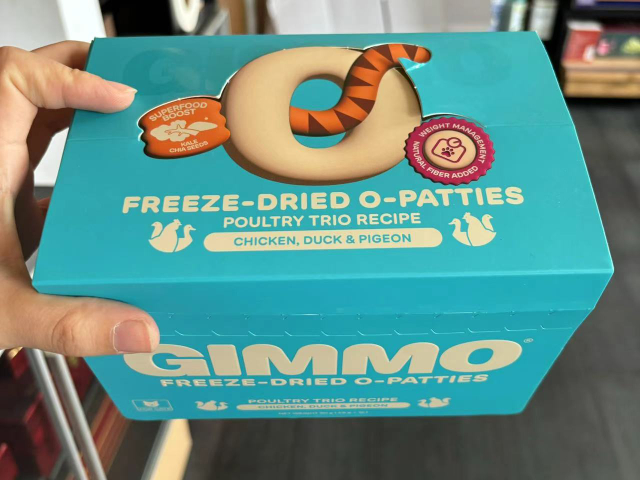 SUPERFOOD
BOOST
KALE
CHIA SEEDS
WEIGHT MANAGEMENT
NATURAL FIBER ADDED
FREEZE-DRIED O-PATTIES
POULTRY TRIO RECIPE
CHICKEN, DUCK & PIGEON
GIMMO®
FREEZE-DRIED O-PATTIES
POULTRY TRIO RECIPE
CHICKEN, DUCK & PIGEON